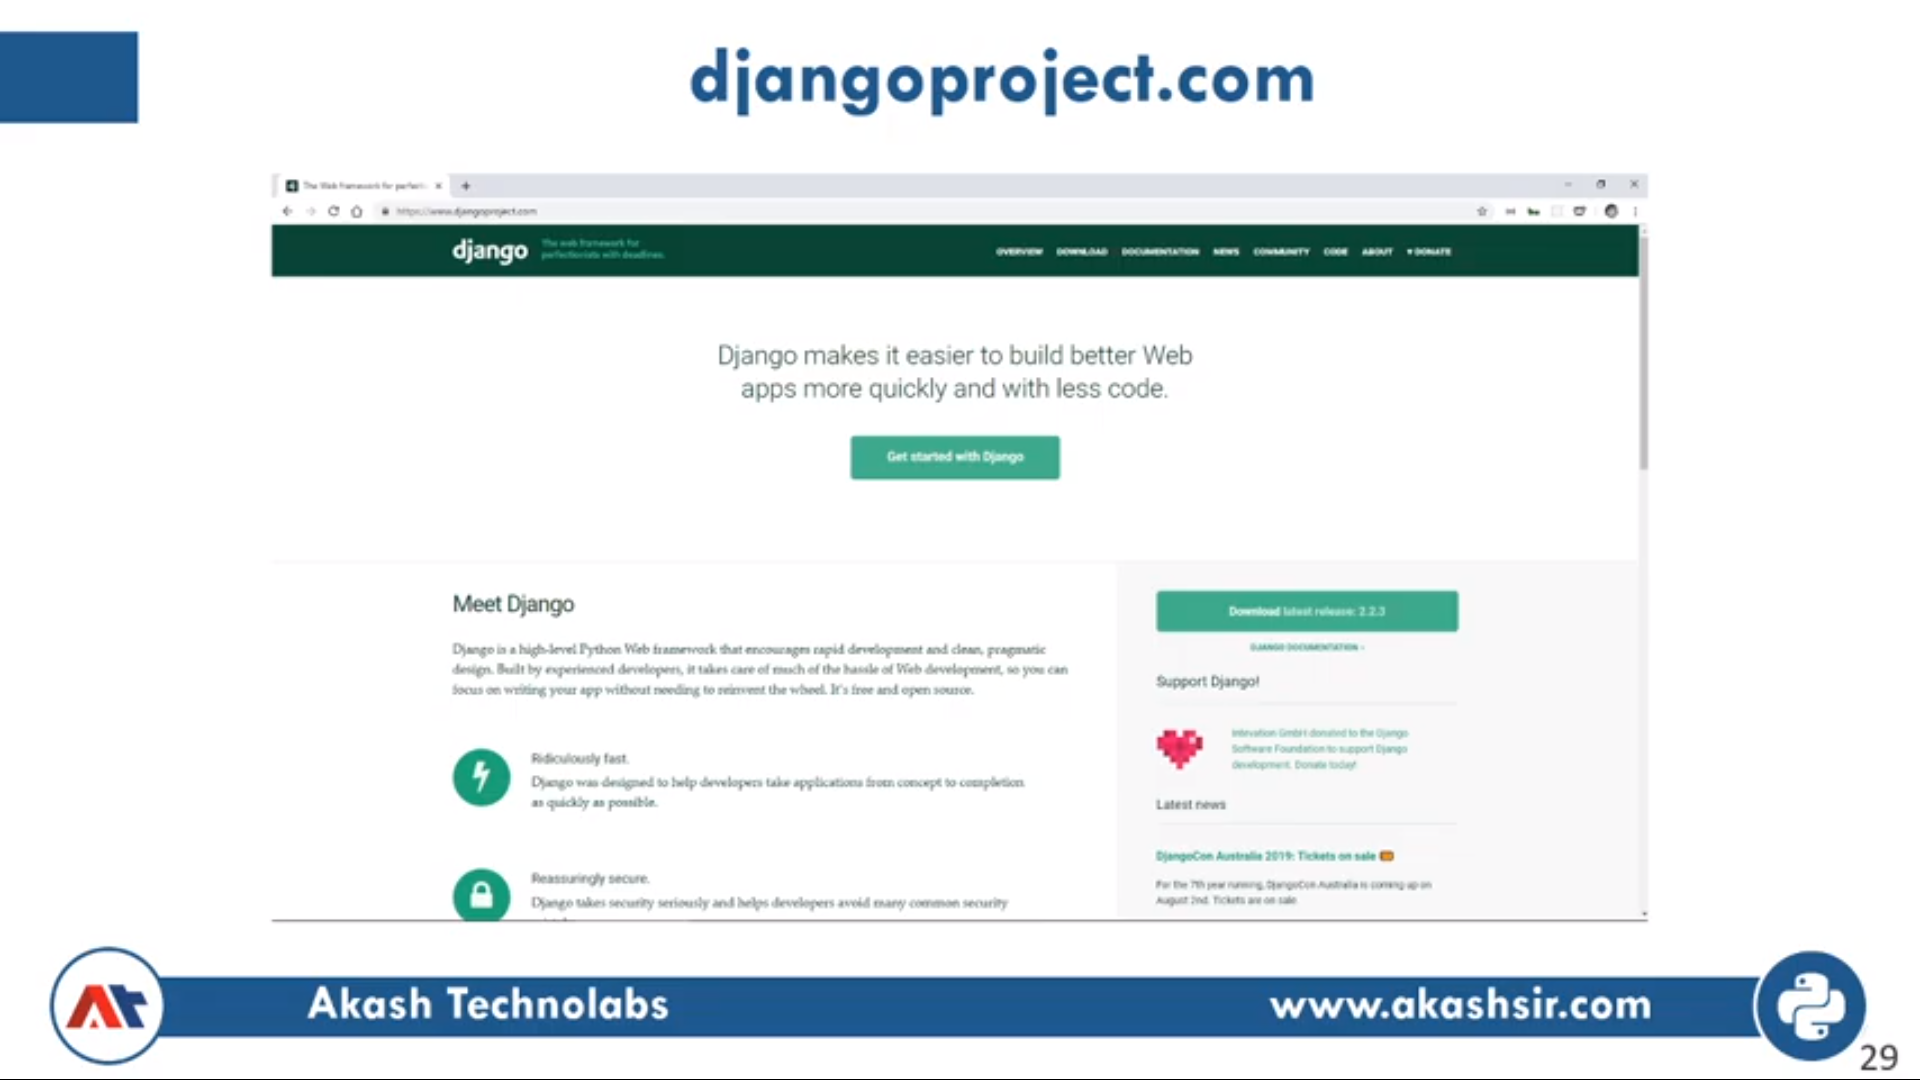 djangoproject.com
The Web framework for perfect
https://www.djangoproject.com
django
The web framework for
perfectionists with deadlines.
OVERVIEW DOWNLOAD DOCUMENTATION NEWS COMMUNITY CODE ABOUT ♥ DONATE
Django makes it easier to build better Web
apps more quickly and with less code.
Get started with Django
Meet Django
Django is a high-level Python Web framework that encourages rapid development and clean, pragmatic
design. Built by experienced developers, it takes care of much of the hassle of Web development, so you can
focus on writing your app without needing to reinvent the wheel. It's free and open source.
Ridiculously fast.
Django was designed to help developers take applications from concept to completion
as quickly as possible.
Reassuringly secure.
Django takes security seriously and helps developers avoid many common security
Download latest release: 2.2.3
DJANGO DOCUMENTATION ›
Support Django!
Intevation GmbH donated to the Django
Software Foundation to support Django
development. Donate today!
Latest news
DjangoCon Australia 2019: Tickets on sale
For the 7th year running, DjangoCon Australia is coming up on
August 2nd. Tickets are on sale
At
Akash Technolabs
www.akashsir.com
29